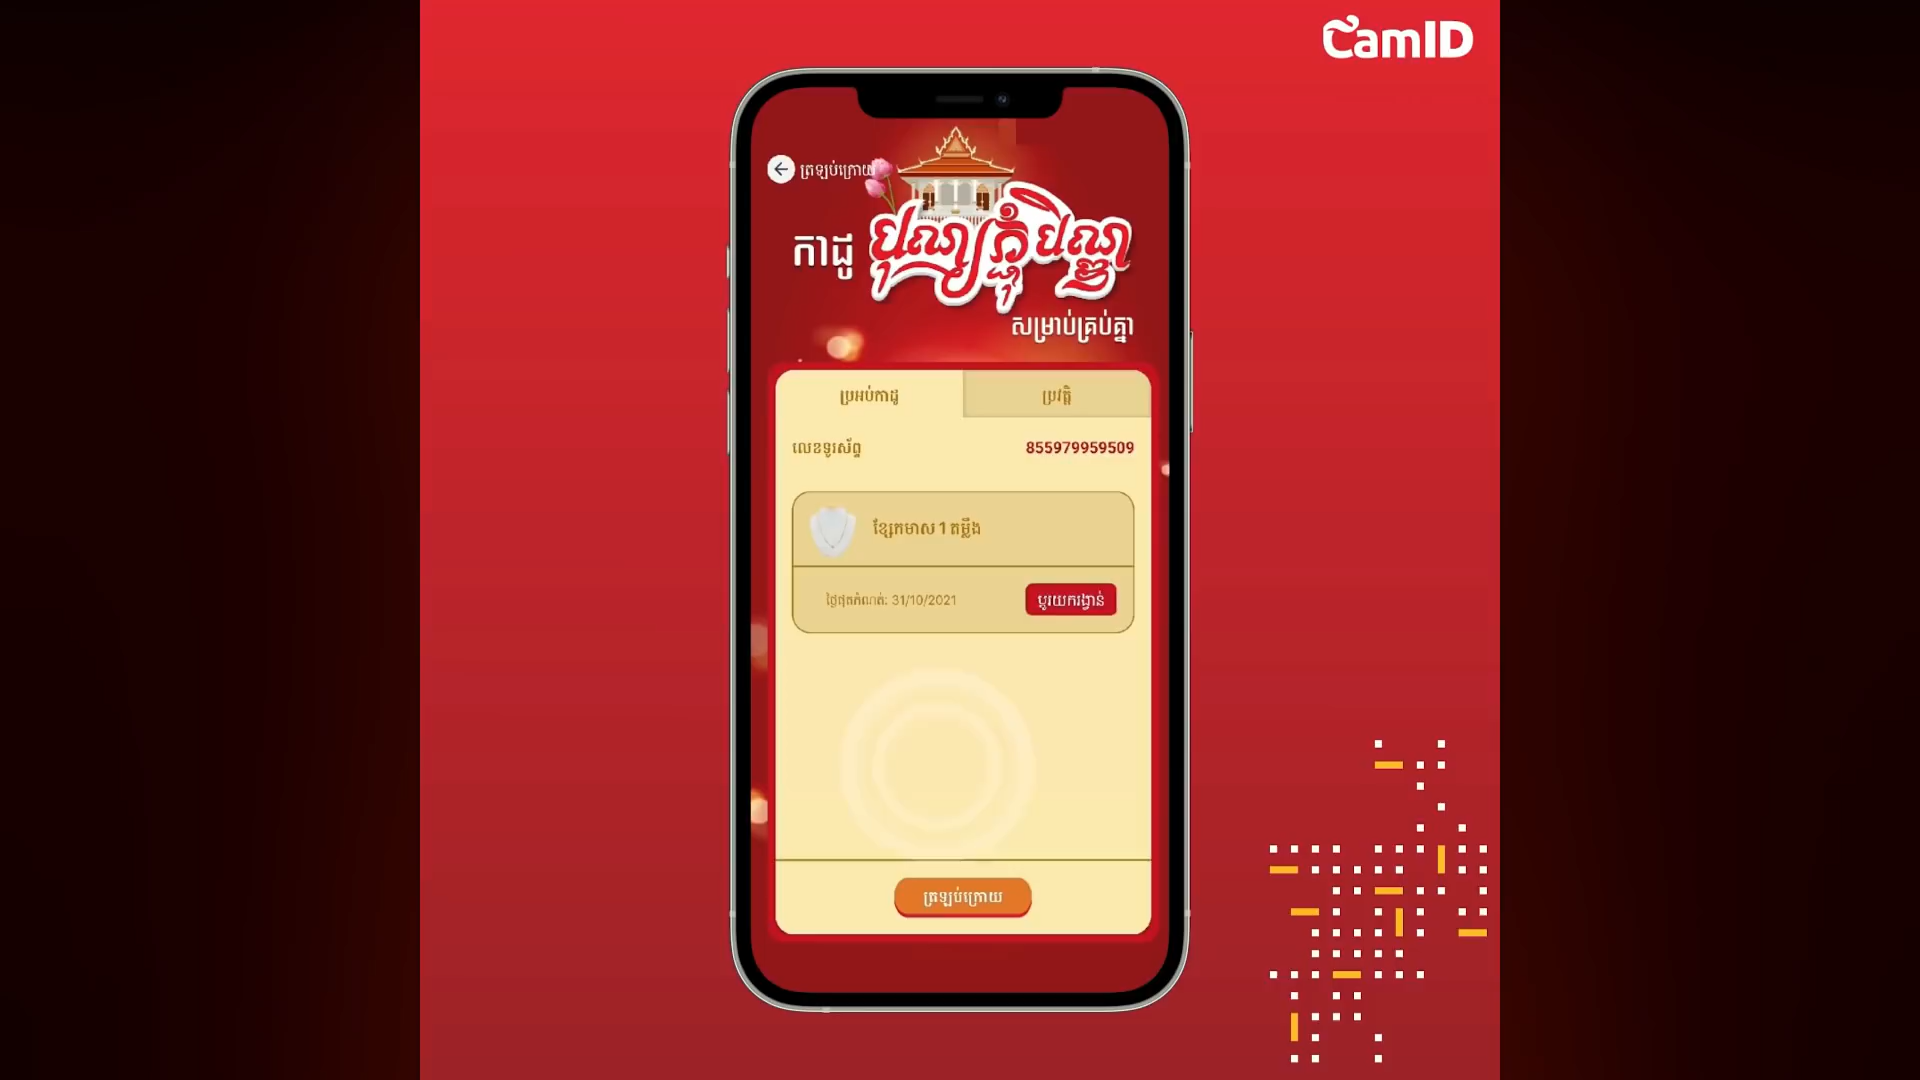 CamID
ត្រឡប់ក្រោយ
កាដូ បុណ្យភ្ជុំបិណ្ឌ
សម្រាប់គ្រប់គ្នា
ប្រអប់កាដូ
ប្រវត្តិ
លេខទូរស័ព្ទ
855979959509
ខ្សែកមាស 1 តម្លឹង
ថ្ងៃផុតកំណត់: 31/10/2021
ប្តូរយករង្វាន់
ត្រឡប់ក្រោយ